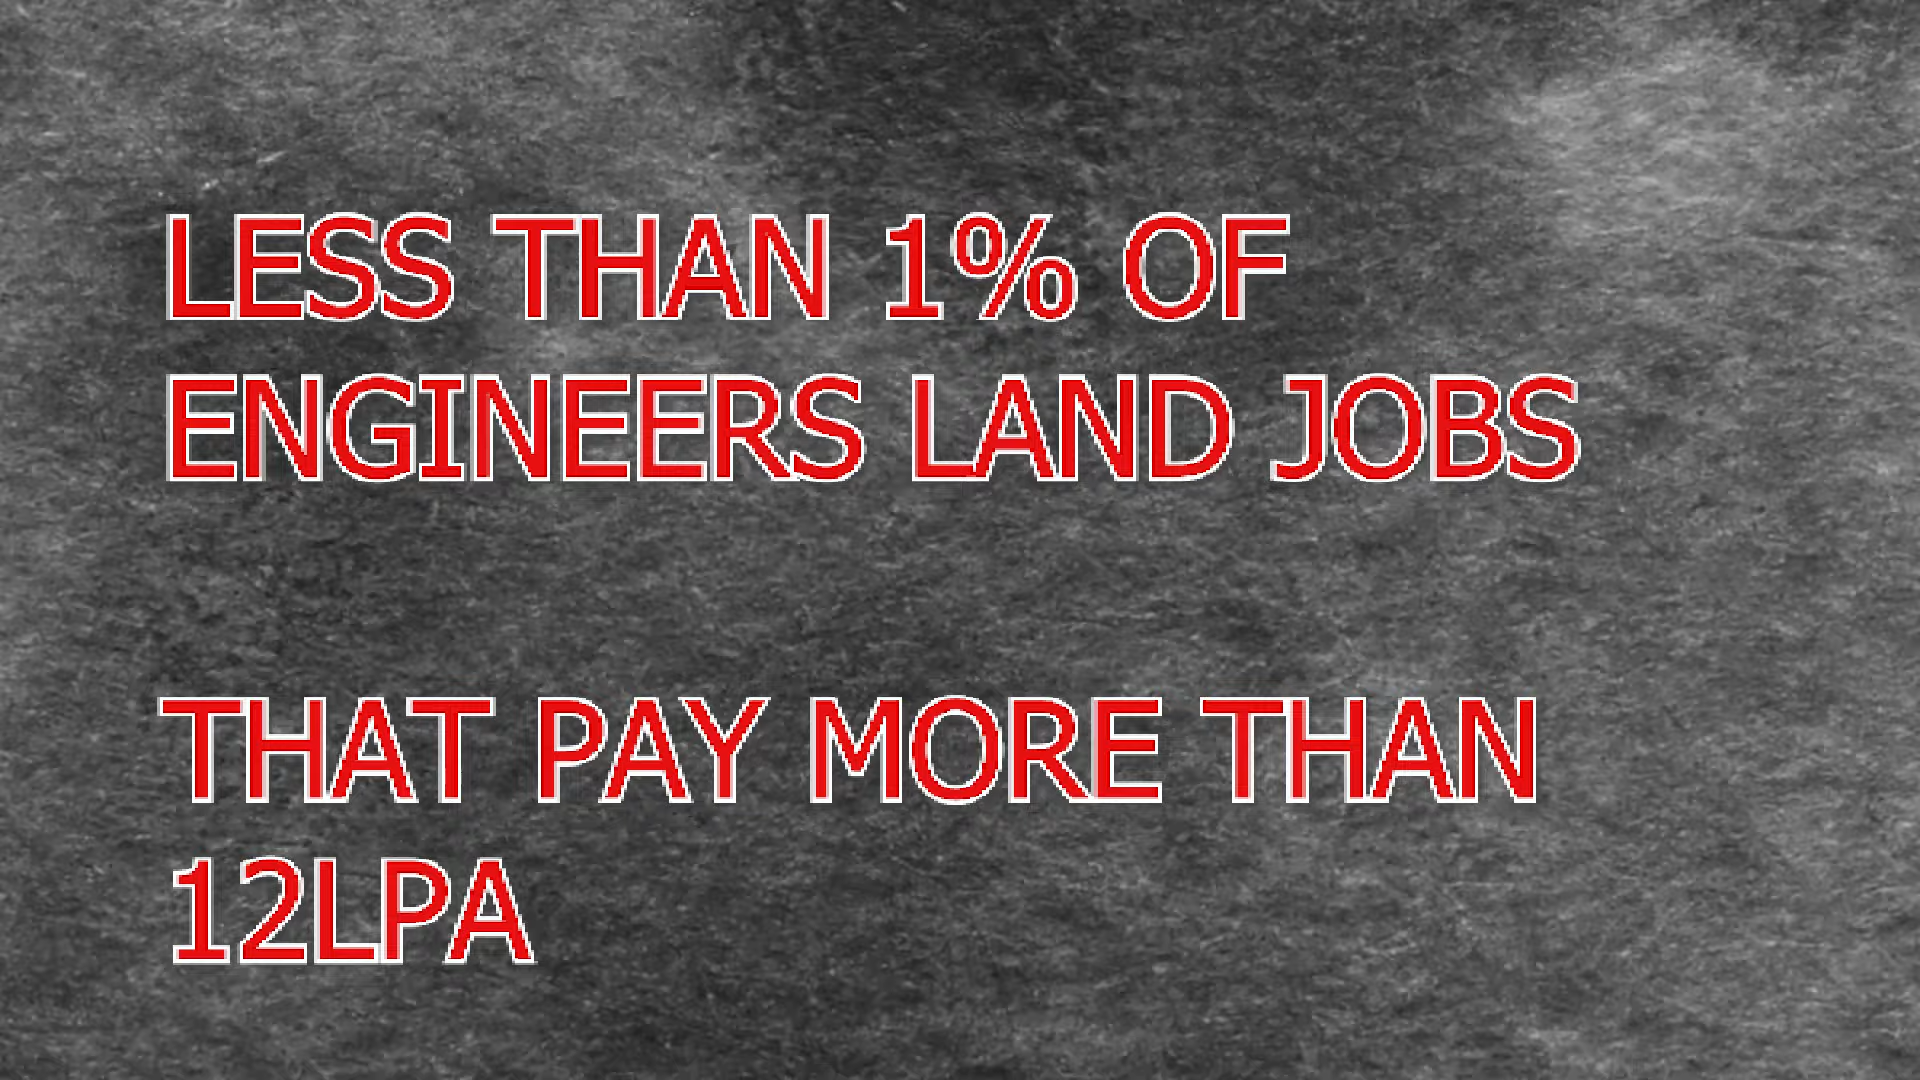 LESS THAN 1% OF
ENGINEERS LAND JOBS
THAT PAY MORE THAN
12LPA